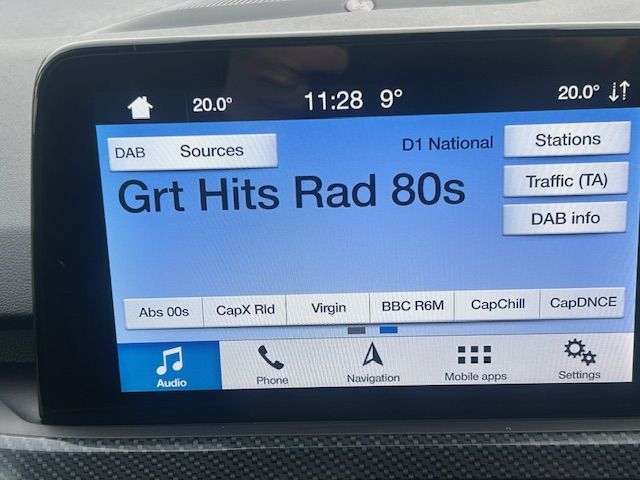 20.0° 11:28 9° 20.0°
DAB Sources D1 National Stations
Grt Hits Rad 80s Traffic (TA)
DAB info
Abs 00s CapX Rld Virgin BBC R6M CapChill CapDNCE
Audio Phone Navigation Mobile apps Settings